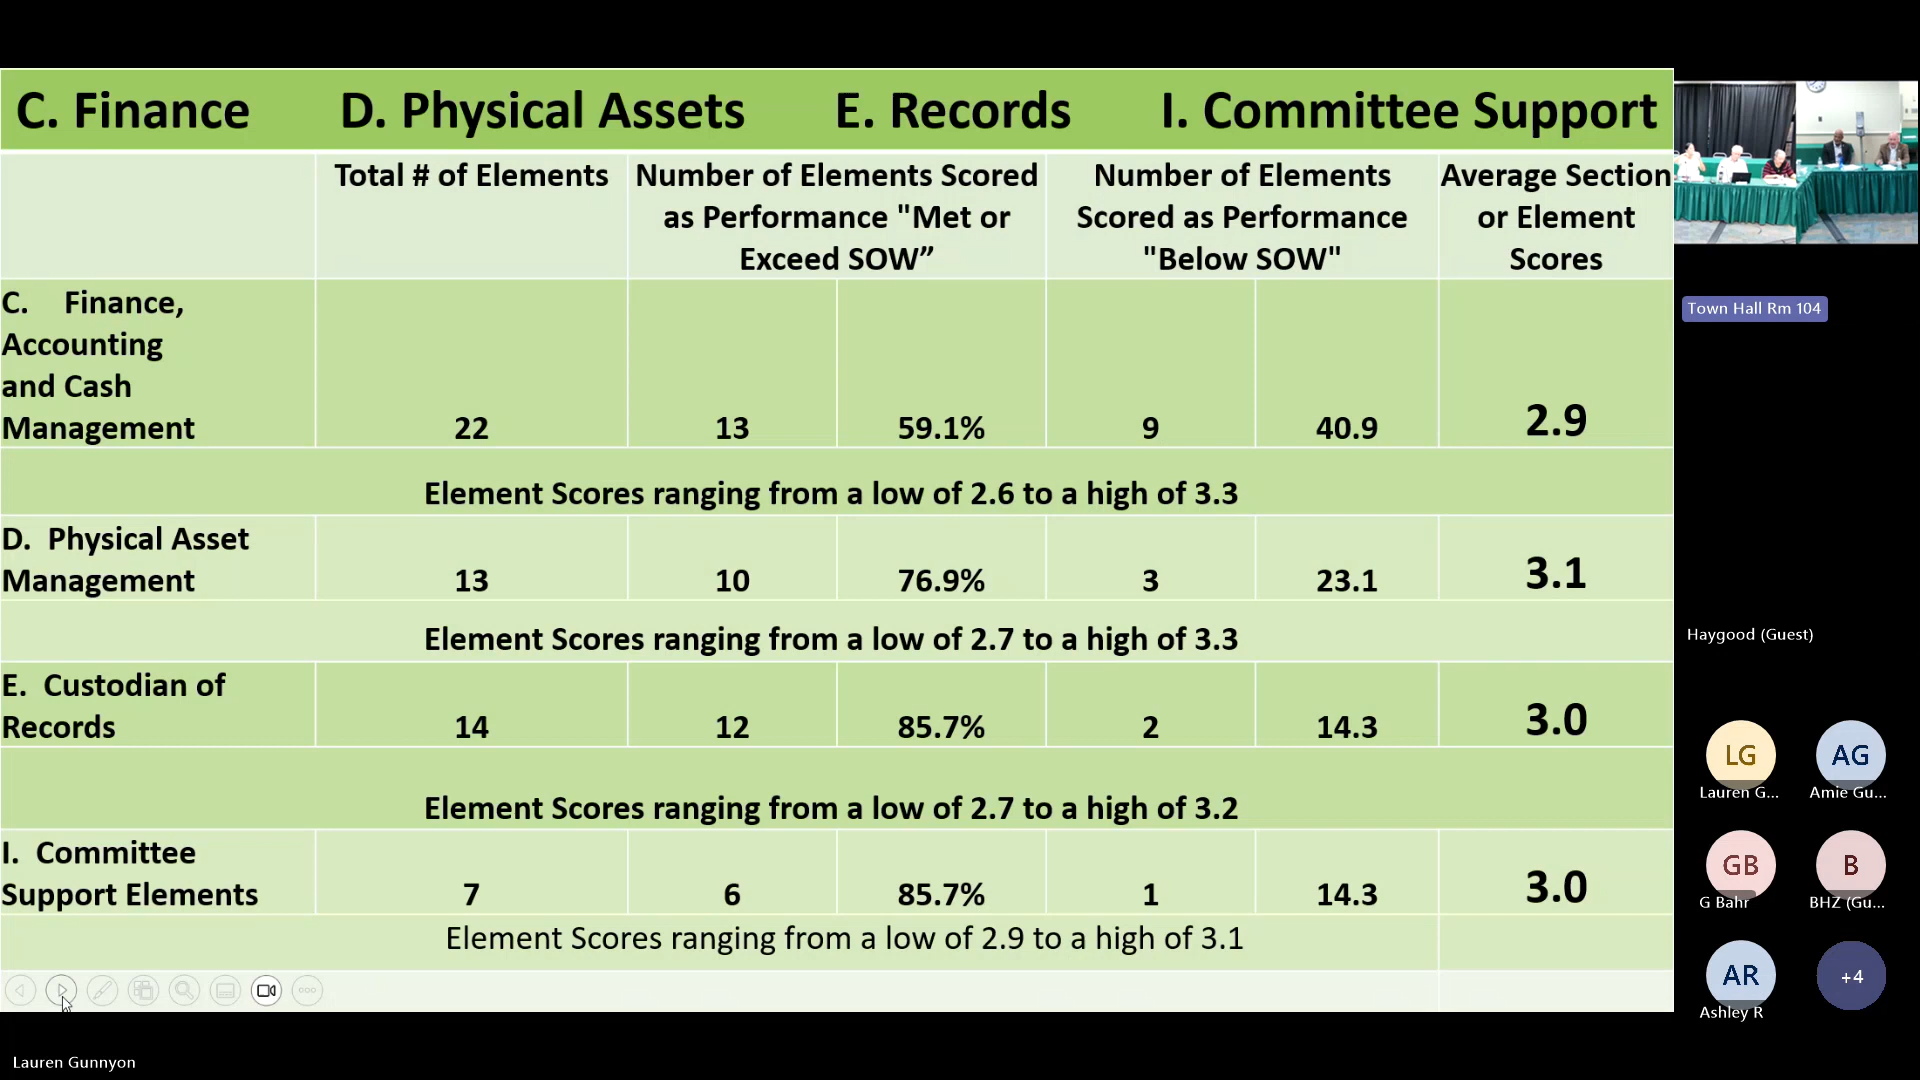 C. Finance D. Physical Assets E. Records I. Committee Support
Total # of Elements
Number of Elements Scored
as Performance "Met or
Exceed SOW”
Number of Elements
Scored as Performance
"Below SOW"
Average Section
or Element
Scores
C. Finance,
Accounting
and Cash
Management 22 13 59.1% 9 40.9 2.9
Element Scores ranging from a low of 2.6 to a high of 3.3
D. Physical Asset
Management 13 10 76.9% 3 23.1 3.1
Element Scores ranging from a low of 2.7 to a high of 3.3
E. Custodian of
Records 14 12 85.7% 2 14.3 3.0
Element Scores ranging from a low of 2.7 to a high of 3.2
I. Committee
Support Elements 7 6 85.7% 1 14.3 3.0
Element Scores ranging from a low of 2.9 to a high of 3.1
Lauren Gunnyon
Town Hall Rm 104
Haygood (Guest)
LG AG
Lauren G... Amie Gu...
GB B
G Bahr BHZ (Gu...
AR +4
Ashley R